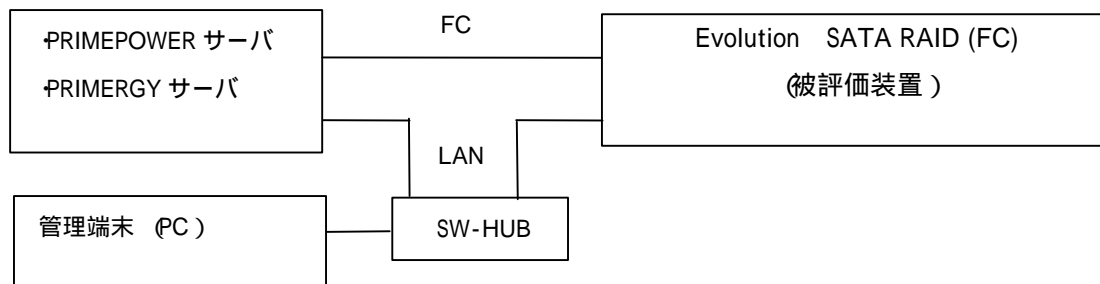 ・PRIMEPOWER サーバ
・PRIMERGY サーバ
FC
Evolution SATA RAID (FC)
(被評価装置 )
LAN
管理端末 (PC )
SW-HUB